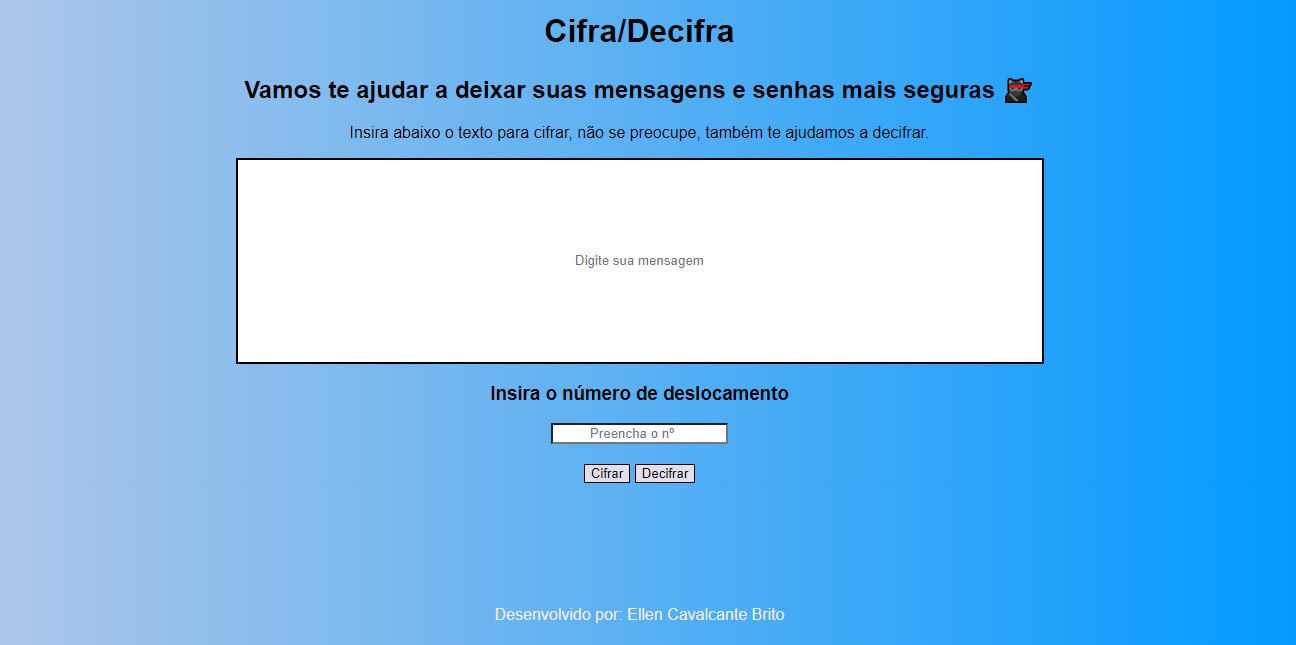 Cifra/Decifra
Vamos te ajudar a deixar suas mensagens e senhas mais seguras
Insira abaixo o texto para cifrar, não se preocupe, também te ajudamos a decifrar.
Digite sua mensagem
Insira o número de deslocamento
Preencha o nº
Cifrar Decifrar
Desenvolvido por: Ellen Cavalcante Brito